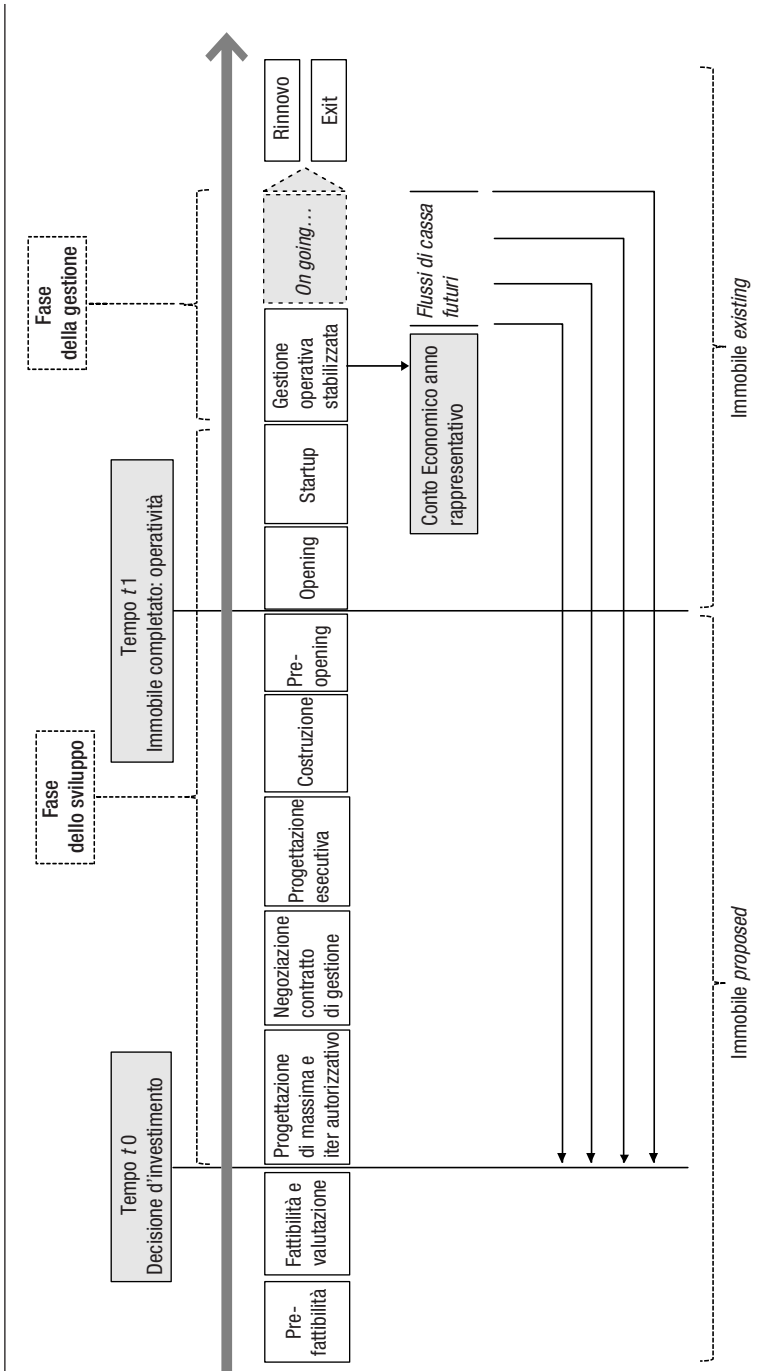 Fase
dello sviluppo
Fase
della gestione
Tempo t0
Decisione d'investimento
Tempo t1
Immobile completato: operatività
Pre-
fattibilità
Fattibilità e
valutazione
Progettazione
di massima e
iter autorizzativo
Negoziazione
contratto
di gestione
Progettazione
esecutiva
Costruzione
Pre-
opening
Opening
Startup
Gestione
operativa
stabilizzata
On going...
Rinnovo
Exit
Conto Economico anno
rappresentativo
Flussi di cassa
futuri
Immobile proposed
Immobile existing